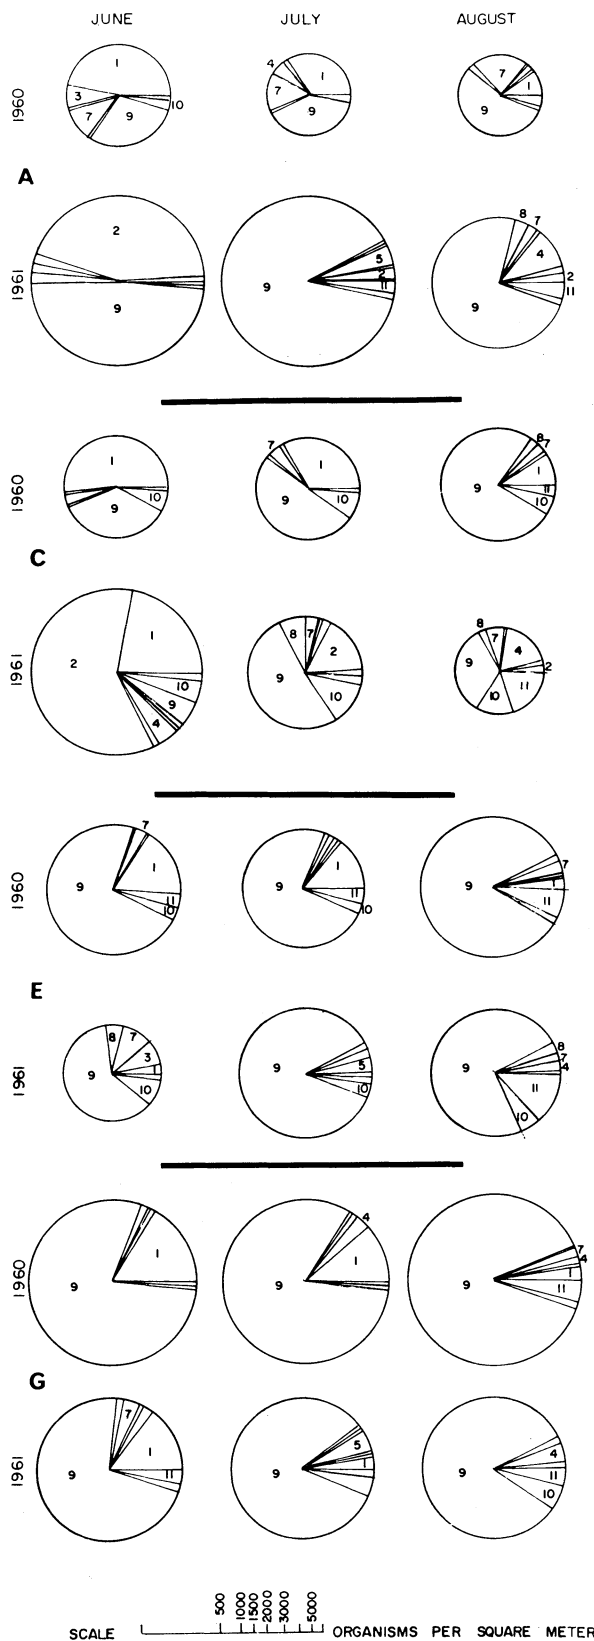 JUNE JULY AUGUST
1960
1 3 7 9 10
4 1 7 9
7 1 9
A
1961
2 9
5 2 11 9
8 7 4 2 11 9
1960
1 10 9
7 1 10 9
8 7 1 11 10 9
C
1961
2 1 10 9 4
8 7 2 9 10
8 7 4 2 9 10 11
1960
7 1 9 11 10
1 9 11 10
7 1 9 11
E
1961
8 7 3 1 9 10
5 9 10
8 7 4 9 11 10
1960
1 9
4 1 9
7 4 1 9 11
G
1961
7 1 9 11
5 1 9
4 9 11 10
500 1000 1500 2000 3000 5000
SCALE ORGANISMS PER SQUARE METER